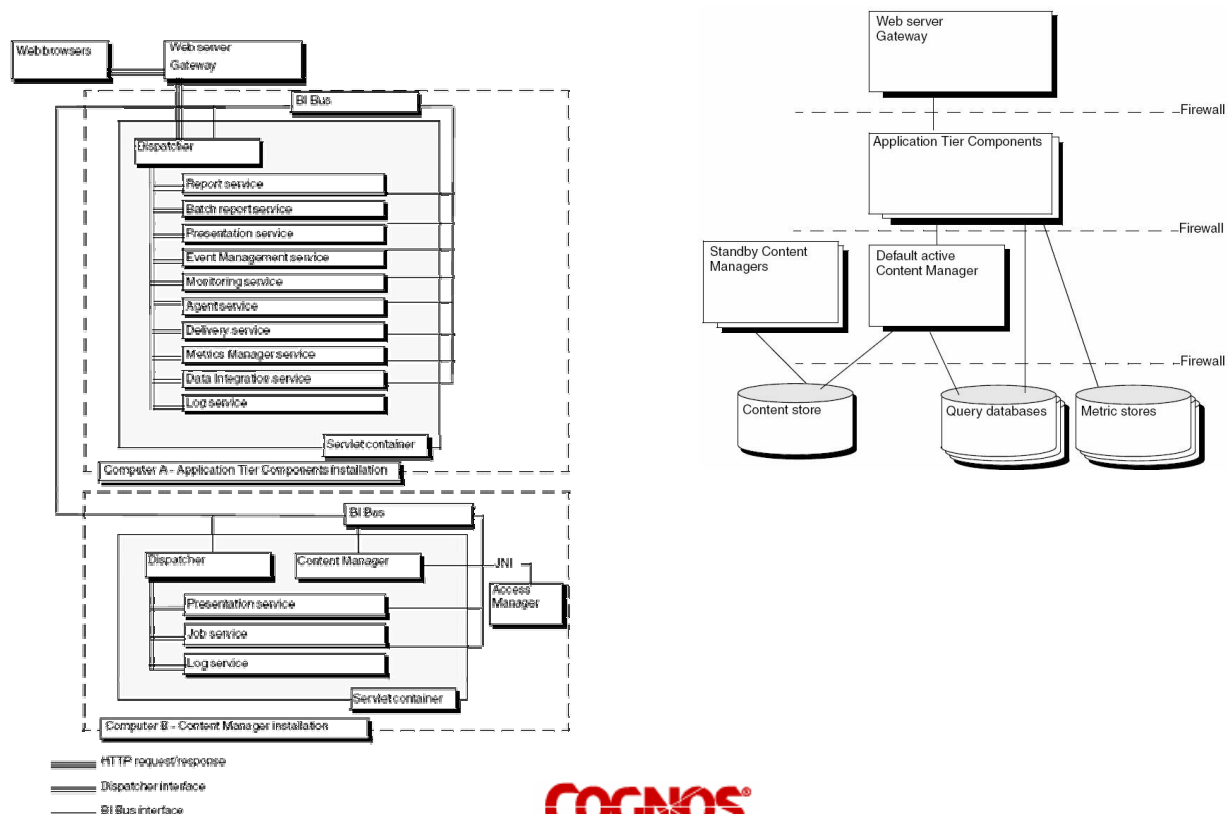 Web browsers
Web server
Gateway
BI Bus
Dispatcher
Report service
Batch report service
Presentation service
Event Management service
Monitoring service
Agent service
Delivery service
Metrics Manager service
Data Integration service
Log service
Servlet container
Computer A - Application Tier Components installation
BI Bus
Dispatcher
Content Manager
JNI
Access
Manager
Presentation service
Job service
Log service
Servlet container
Computer B - Content Manager installation
HTTP request/response
Dispatcher interface
BI Bus interface
Web server
Gateway
Firewall
Application Tier Components
Firewall
Standby Content
Managers
Default active
Content Manager
Firewall
Content store
Query databases
Metric stores
COGNOS®